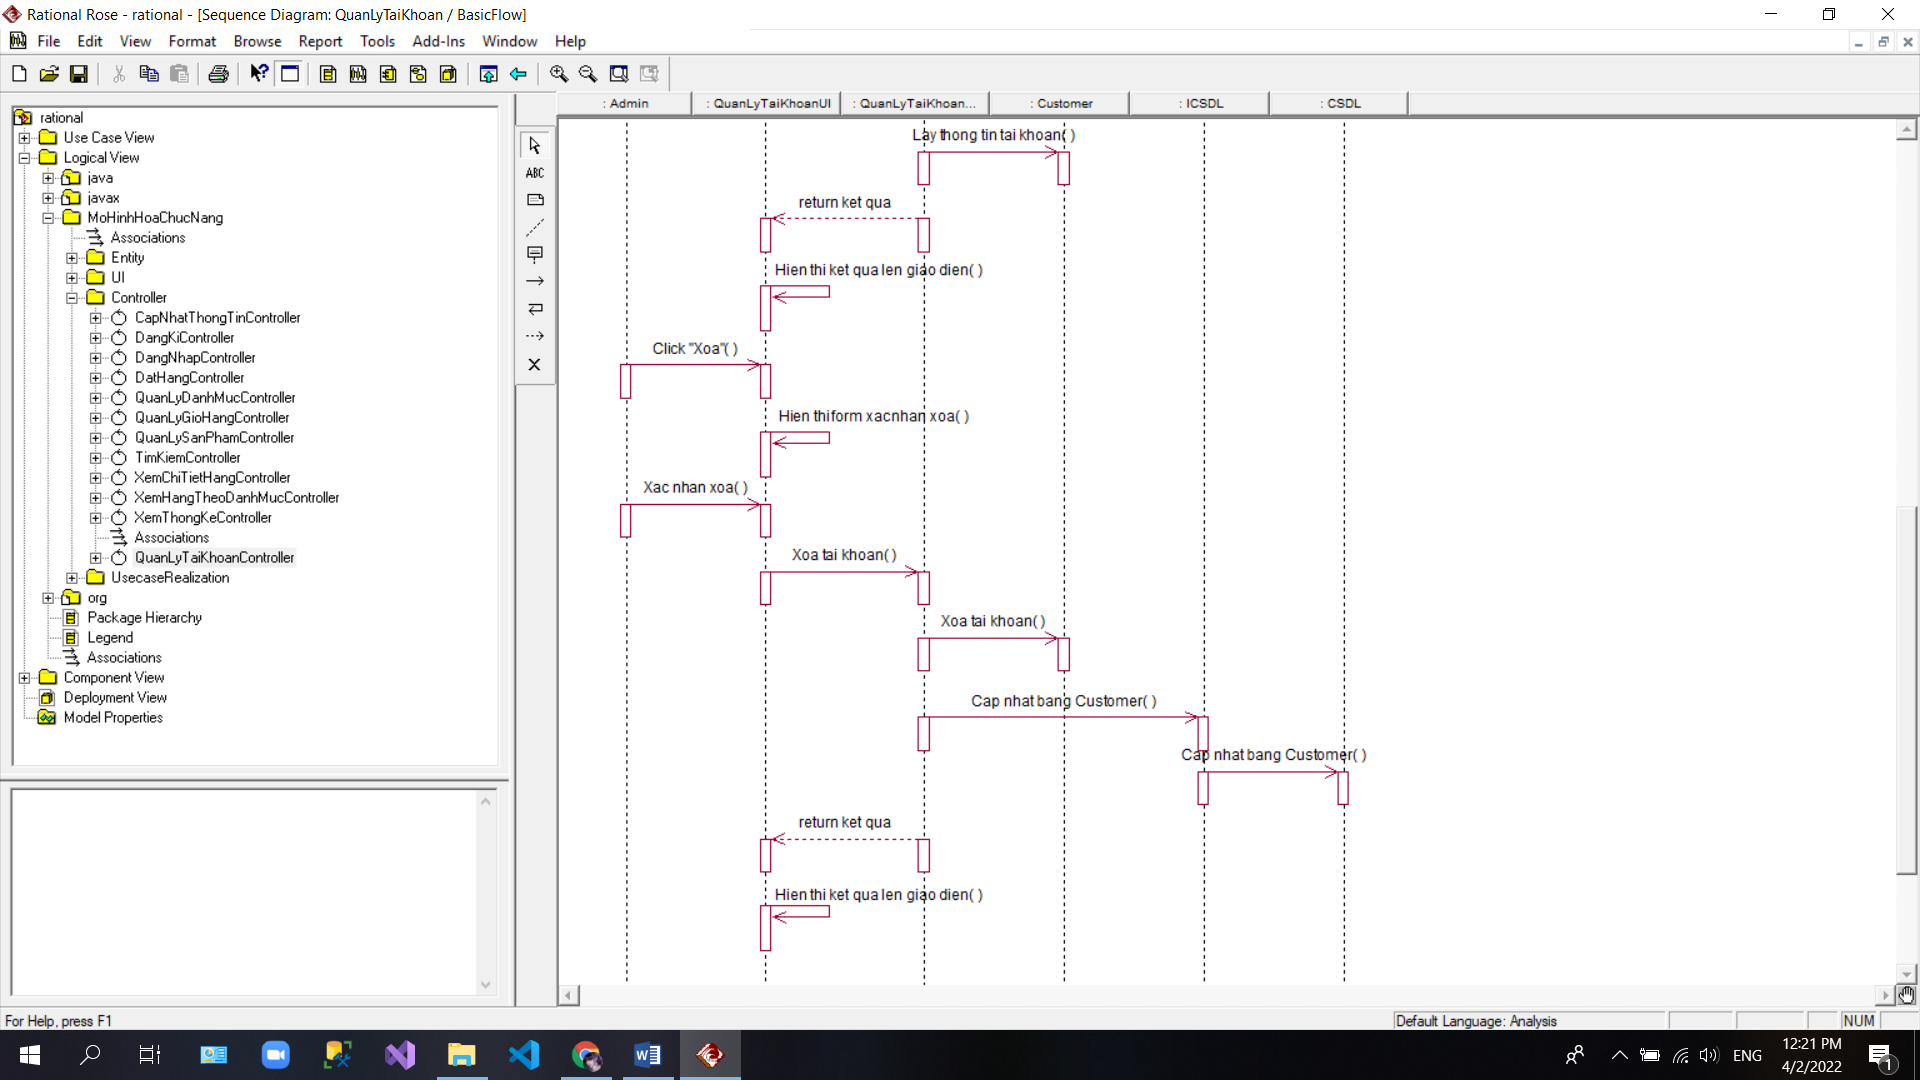 Rational Rose - rational - [Sequence Diagram: QuanLyTaiKhoan / BasicFlow]
File Edit View Format Browse Report Tools Add-Ins Window Help
ABC
rational
Use Case View
Logical View
java
javax
MoHinhHoaChucNang
Associations
Entity
UI
Controller
CapNhatThongTinController
DangKiController
DangNhapController
DatHangController
QuanLyDanhMucController
QuanLyGioHangController
QuanLySanPhamController
TimKiemController
XemChiTietHangController
XemHangTheoDanhMucController
XemThongKeController
Associations
QuanLyTaiKhoanController
UsecaseRealization
org
Package Hierarchy
Legend
Associations
Component View
Deployment View
Model Properties
: Admin : QuanLyTaiKhoanUI : QuanLyTaiKhoan... : Customer : ICSDL : CSDL
Lay thong tin tai khoan( )
return ket qua
Hien thi ket qua len giao dien( )
Click "Xoa"( )
Hien thi form xacnhan xoa( )
Xac nhan xoa( )
Xoa tai khoan( )
Xoa tai khoan( )
Cap nhat bang Customer( )
Cap nhat bang Customer( )
return ket qua
Hien thi ket qua len giao dien( )
For Help, press F1
Default Language: Analysis NUM
ENG
12:21 PM
4/2/2022
1